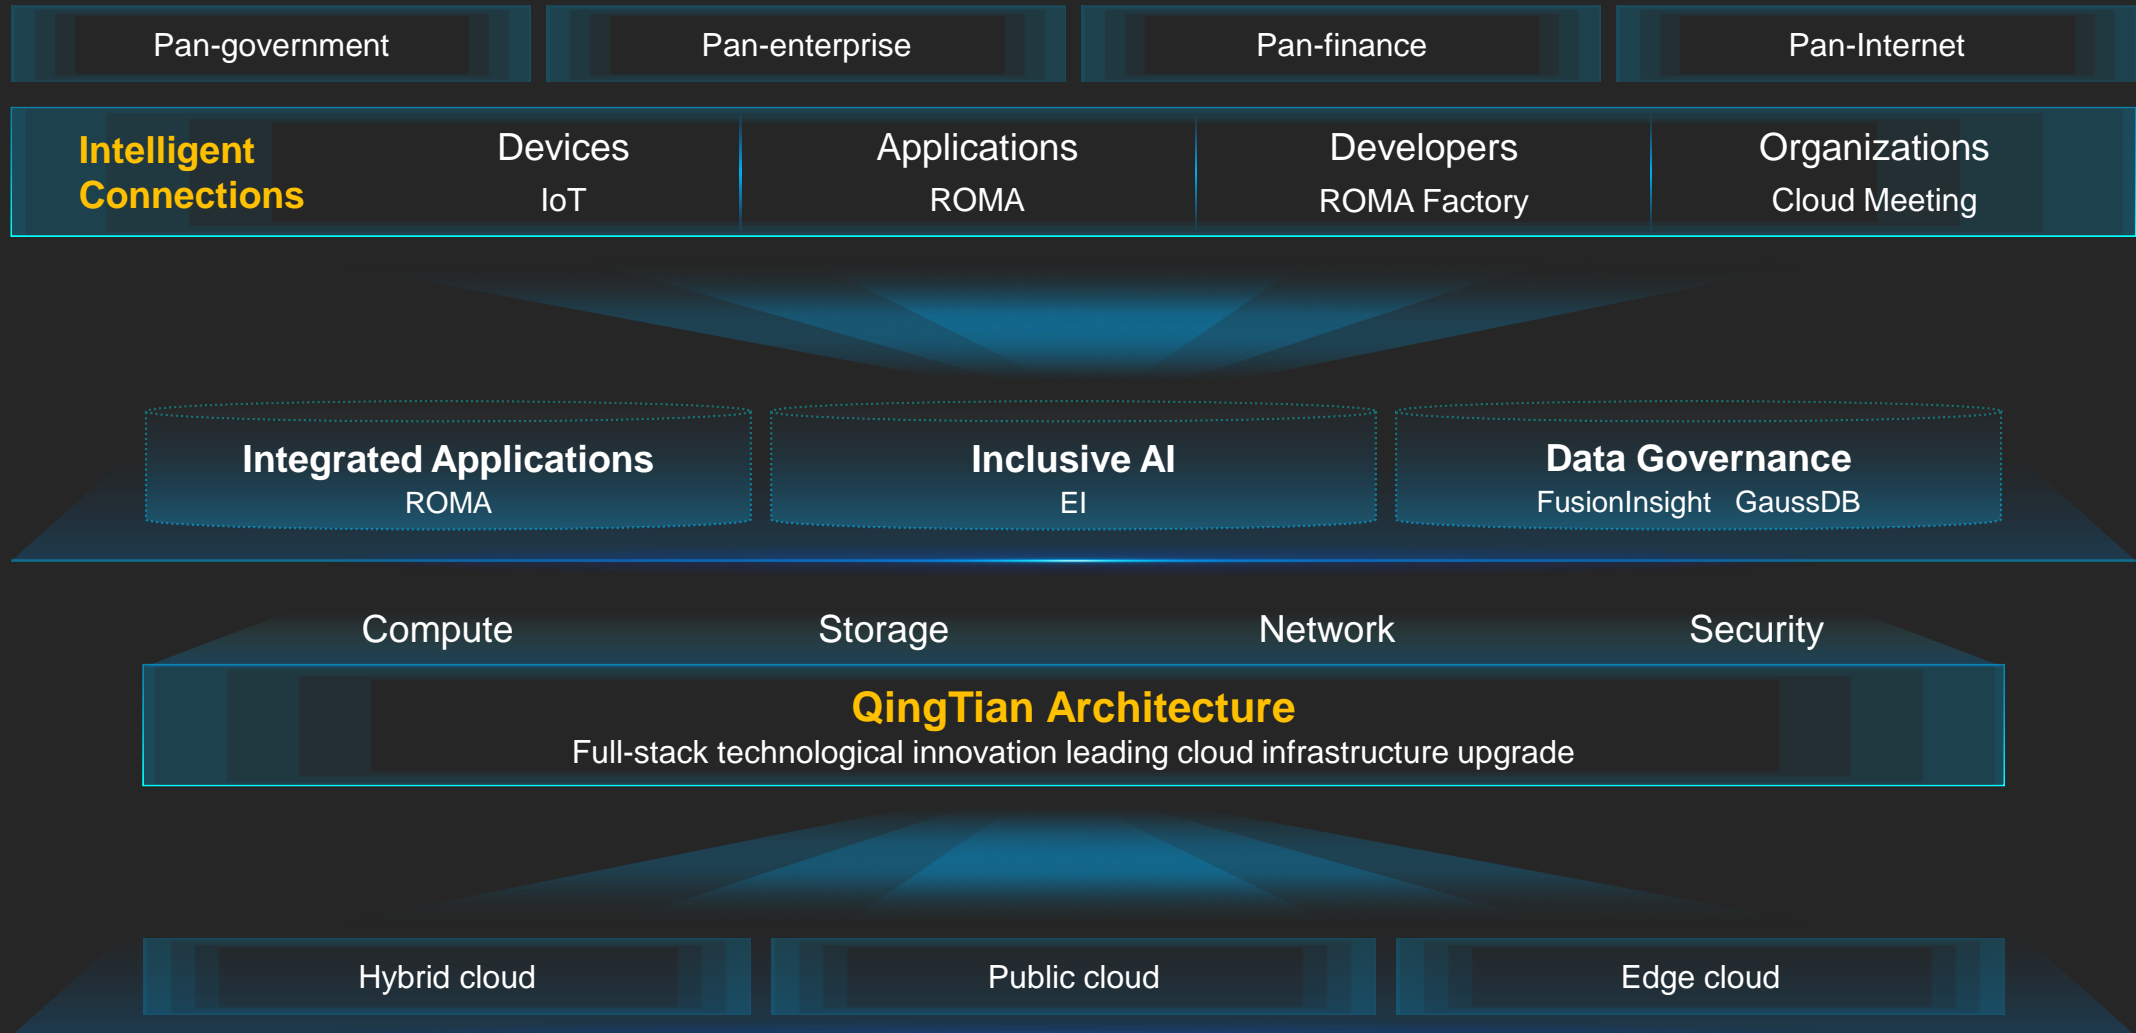 Pan-government
Pan-enterprise
Pan-finance
Pan-Internet
Intelligent
Connections
Devices
IoT
Applications
ROMA
Developers
ROMA Factory
Organizations
Cloud Meeting
Integrated Applications
ROMA
Inclusive AI
EI
Data Governance
FusionInsight GaussDB
Compute
Storage
Network
Security
QingTian Architecture
Full-stack technological innovation leading cloud infrastructure upgrade
Hybrid cloud
Public cloud
Edge cloud